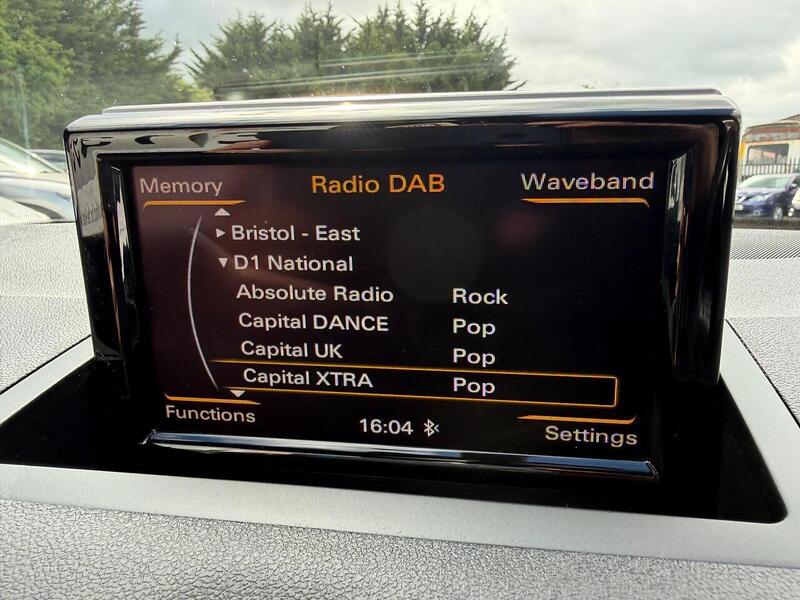 Memory Radio DAB Waveband
Bristol - East
D1 National
Absolute Radio Rock
Capital DANCE Pop
Capital UK Pop
Capital XTRA Pop
Functions 16:04 Settings